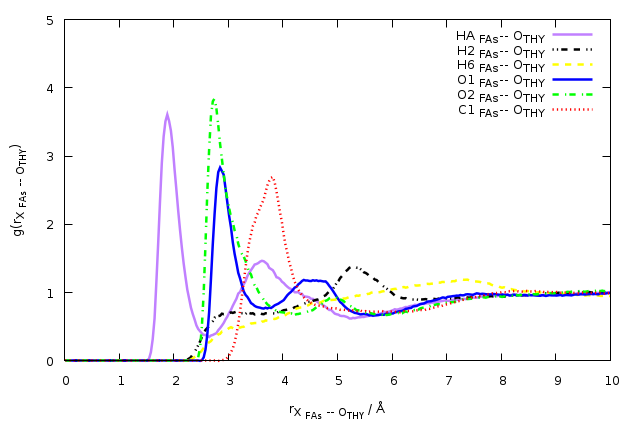 5
4
3
2
1
0
g(rX FAs -- OTHY)
HA FAs-- OTHY
H2 FAs-- OTHY
H6 FAs-- OTHY
O1 FAs-- OTHY
O2 FAs-- OTHY
C1 FAs-- OTHY
0 1 2 3 4 5 6 7 8 9 10
rX FAs -- OTHY / Å